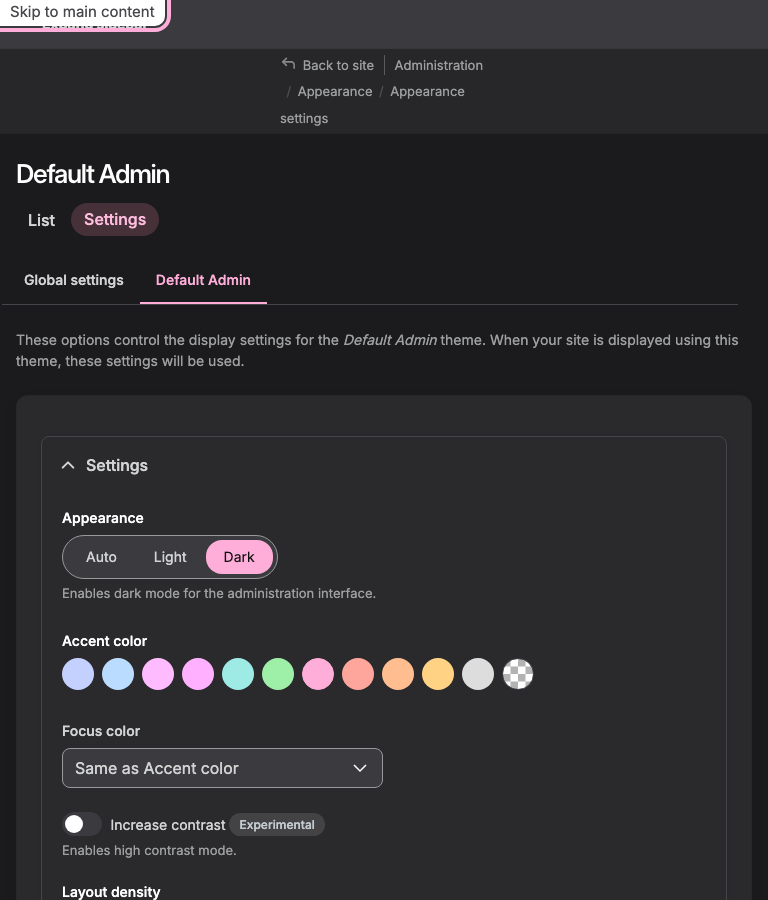 Skip to main content
Back to site
Administration
/ Appearance / Appearance
settings
Default Admin
List
Settings
Global settings
Default Admin
These options control the display settings for the Default Admin theme. When your site is displayed using this
theme, these settings will be used.
Settings
Appearance
Auto
Light
Dark
Enables dark mode for the administration interface.
Accent color
Focus color
Same as Accent color
Increase contrast
Experimental
Enables high contrast mode.
Layout density